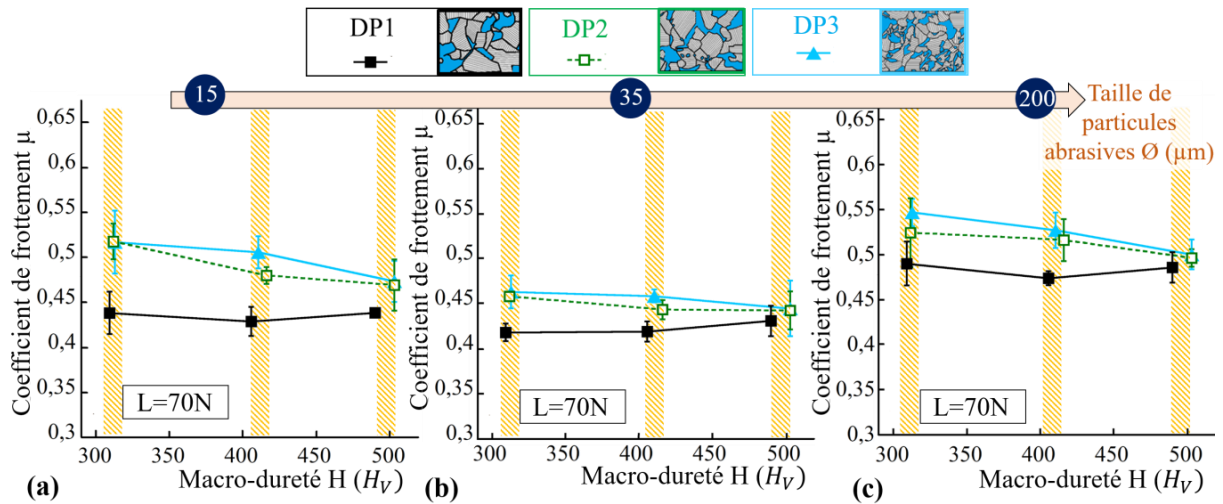 DP1
DP2
DP3
15
35
200
Taille de
particules
abrasives Ø (µm)
Coefficient de frottement µ
0,65
0,6
0,55
0,5
0,45
0,4
0,35
0,3
L=70N
300
350
400
450
500
(a)
Macro-dureté H (H_V)
Coefficient de frottement µ
0,65
0,6
0,55
0,5
0,45
0,4
0,35
0,3
L=70N
300
350
400
450
500
(b)
Macro-dureté H (H_V)
Coefficient de frottement µ
0,65
0,6
0,55
0,5
0,45
0,4
0,35
0,3
L=70N
300
350
400
450
500
(c)
Macro-dureté H (H_V)